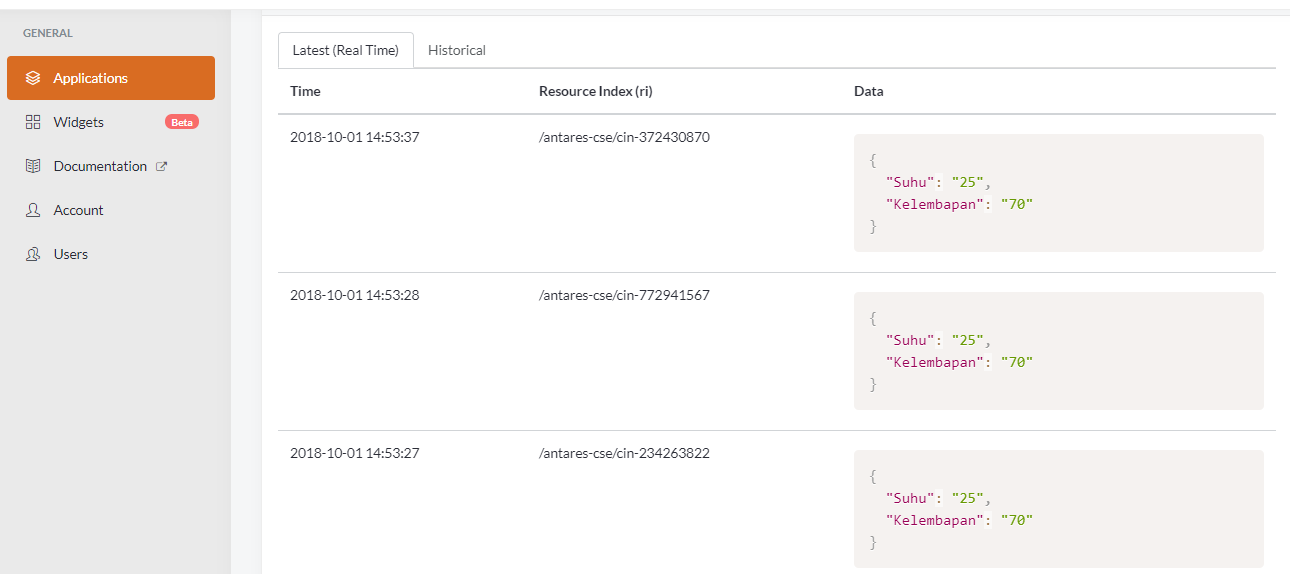 GENERAL
Applications
Widgets Beta
Documentation
Account
Users
Latest (Real Time) Historical
Time Resource Index (ri) Data
2018-10-01 14:53:37 /antares-cse/cin-372430870
{
"Suhu": "25",
"Kelembapan": "70"
}
2018-10-01 14:53:28 /antares-cse/cin-772941567
{
"Suhu": "25",
"Kelembapan": "70"
}
2018-10-01 14:53:27 /antares-cse/cin-234263822
{
"Suhu": "25",
"Kelembapan": "70"
}